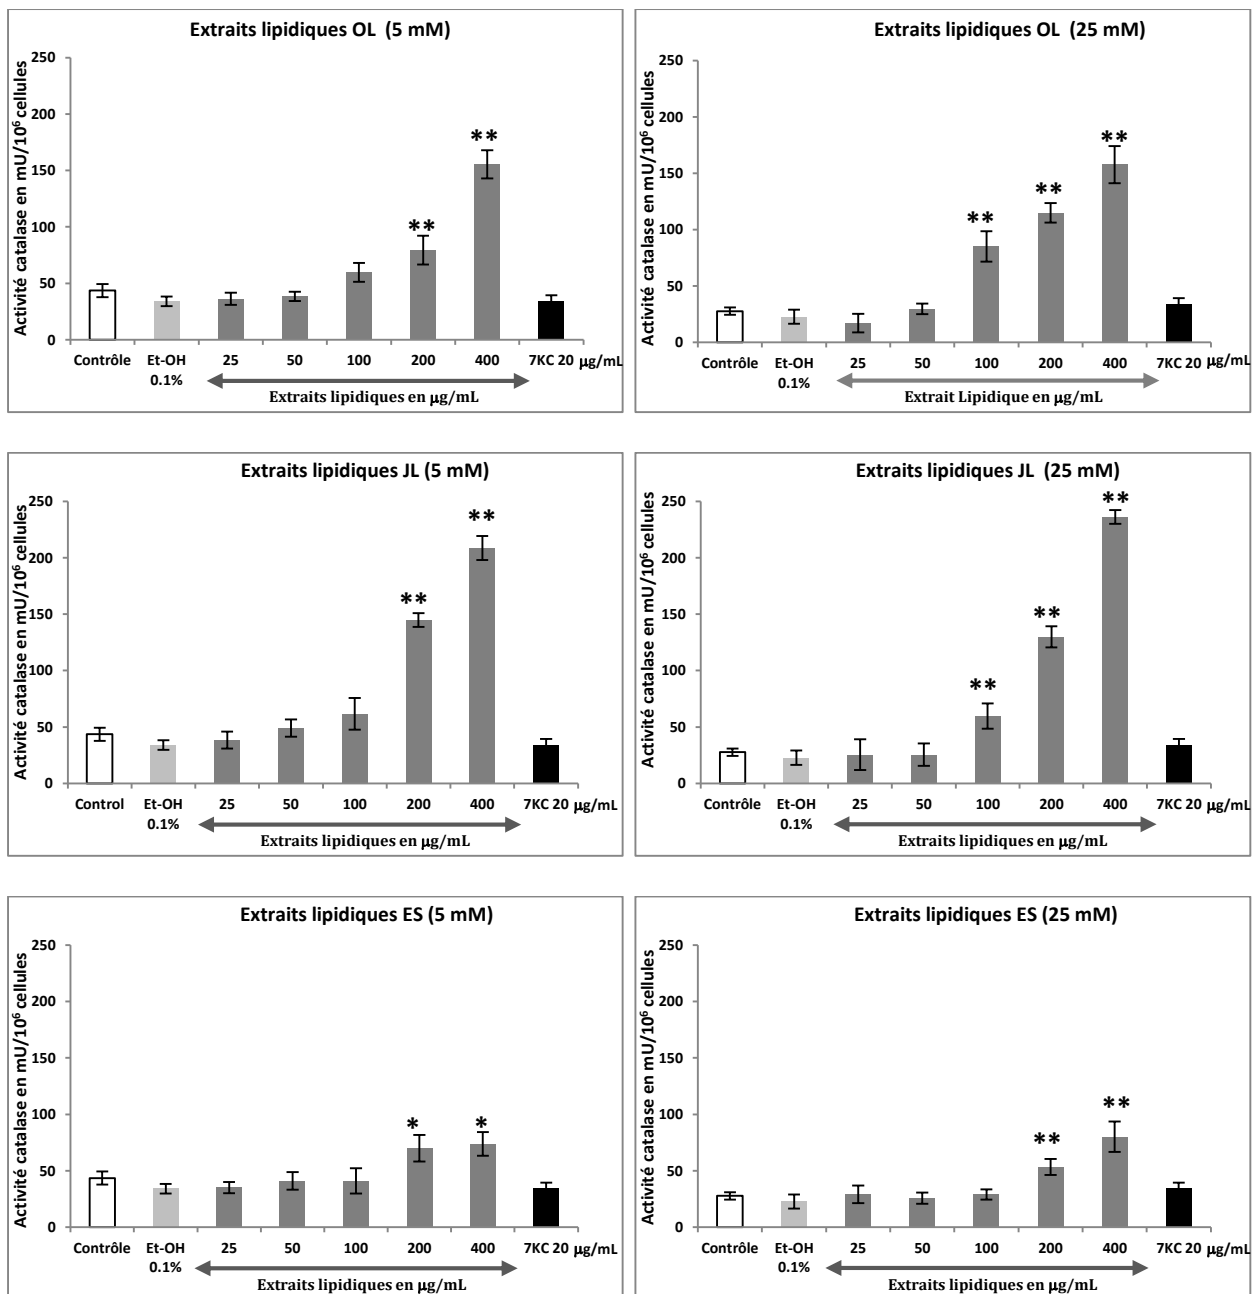 Extraits lipidiques OL (5 mM)
Activité catalase en mU/10⁶ cellules
250
200
150
100
50
0
**
**
Contrôle Et-OH 0.1% 25 50 100 200 400 7KC 20 µg/mL
Extraits lipidiques en µg/mL
Extraits lipidiques OL (25 mM)
Activité catalase en mU/10⁶ cellules
250
200
150
100
50
0
**
**
**
Contrôle Et-OH 0.1% 25 50 100 200 400 7KC 20 µg/mL
Extrait Lipidique en µg/mL
Extraits lipidiques JL (5 mM)
Activité catalase en mU/10⁶ cellules
250
200
150
100
50
0
**
**
Control Et-OH 0.1% 25 50 100 200 400 7KC 20 µg/mL
Extraits lipidiques en µg/mL
Extraits lipidiques JL (25 mM)
Activité catalase en mU/10⁶ cellules
250
200
150
100
50
0
**
**
**
Contrôle Et-OH 0.1% 25 50 100 200 400 7KC 20 µg/mL
Extraits lipidiques en µg/mL
Extraits lipidiques ES (5 mM)
Activité catalase en mU/10⁶ cellules
250
200
150
100
50
0
*
*
Contrôle Et-OH 0.1% 25 50 100 200 400 7KC 20 µg/mL
Extraits lipidiques en µg/mL
Extraits lipidiques ES (25 mM)
Activité catalase en mU/10⁶ cellules
250
200
150
100
50
0
**
**
Contrôle Et-OH 0.1% 25 50 100 200 400 7KC 20 µg/mL
Extraits lipidiques en µg/mL